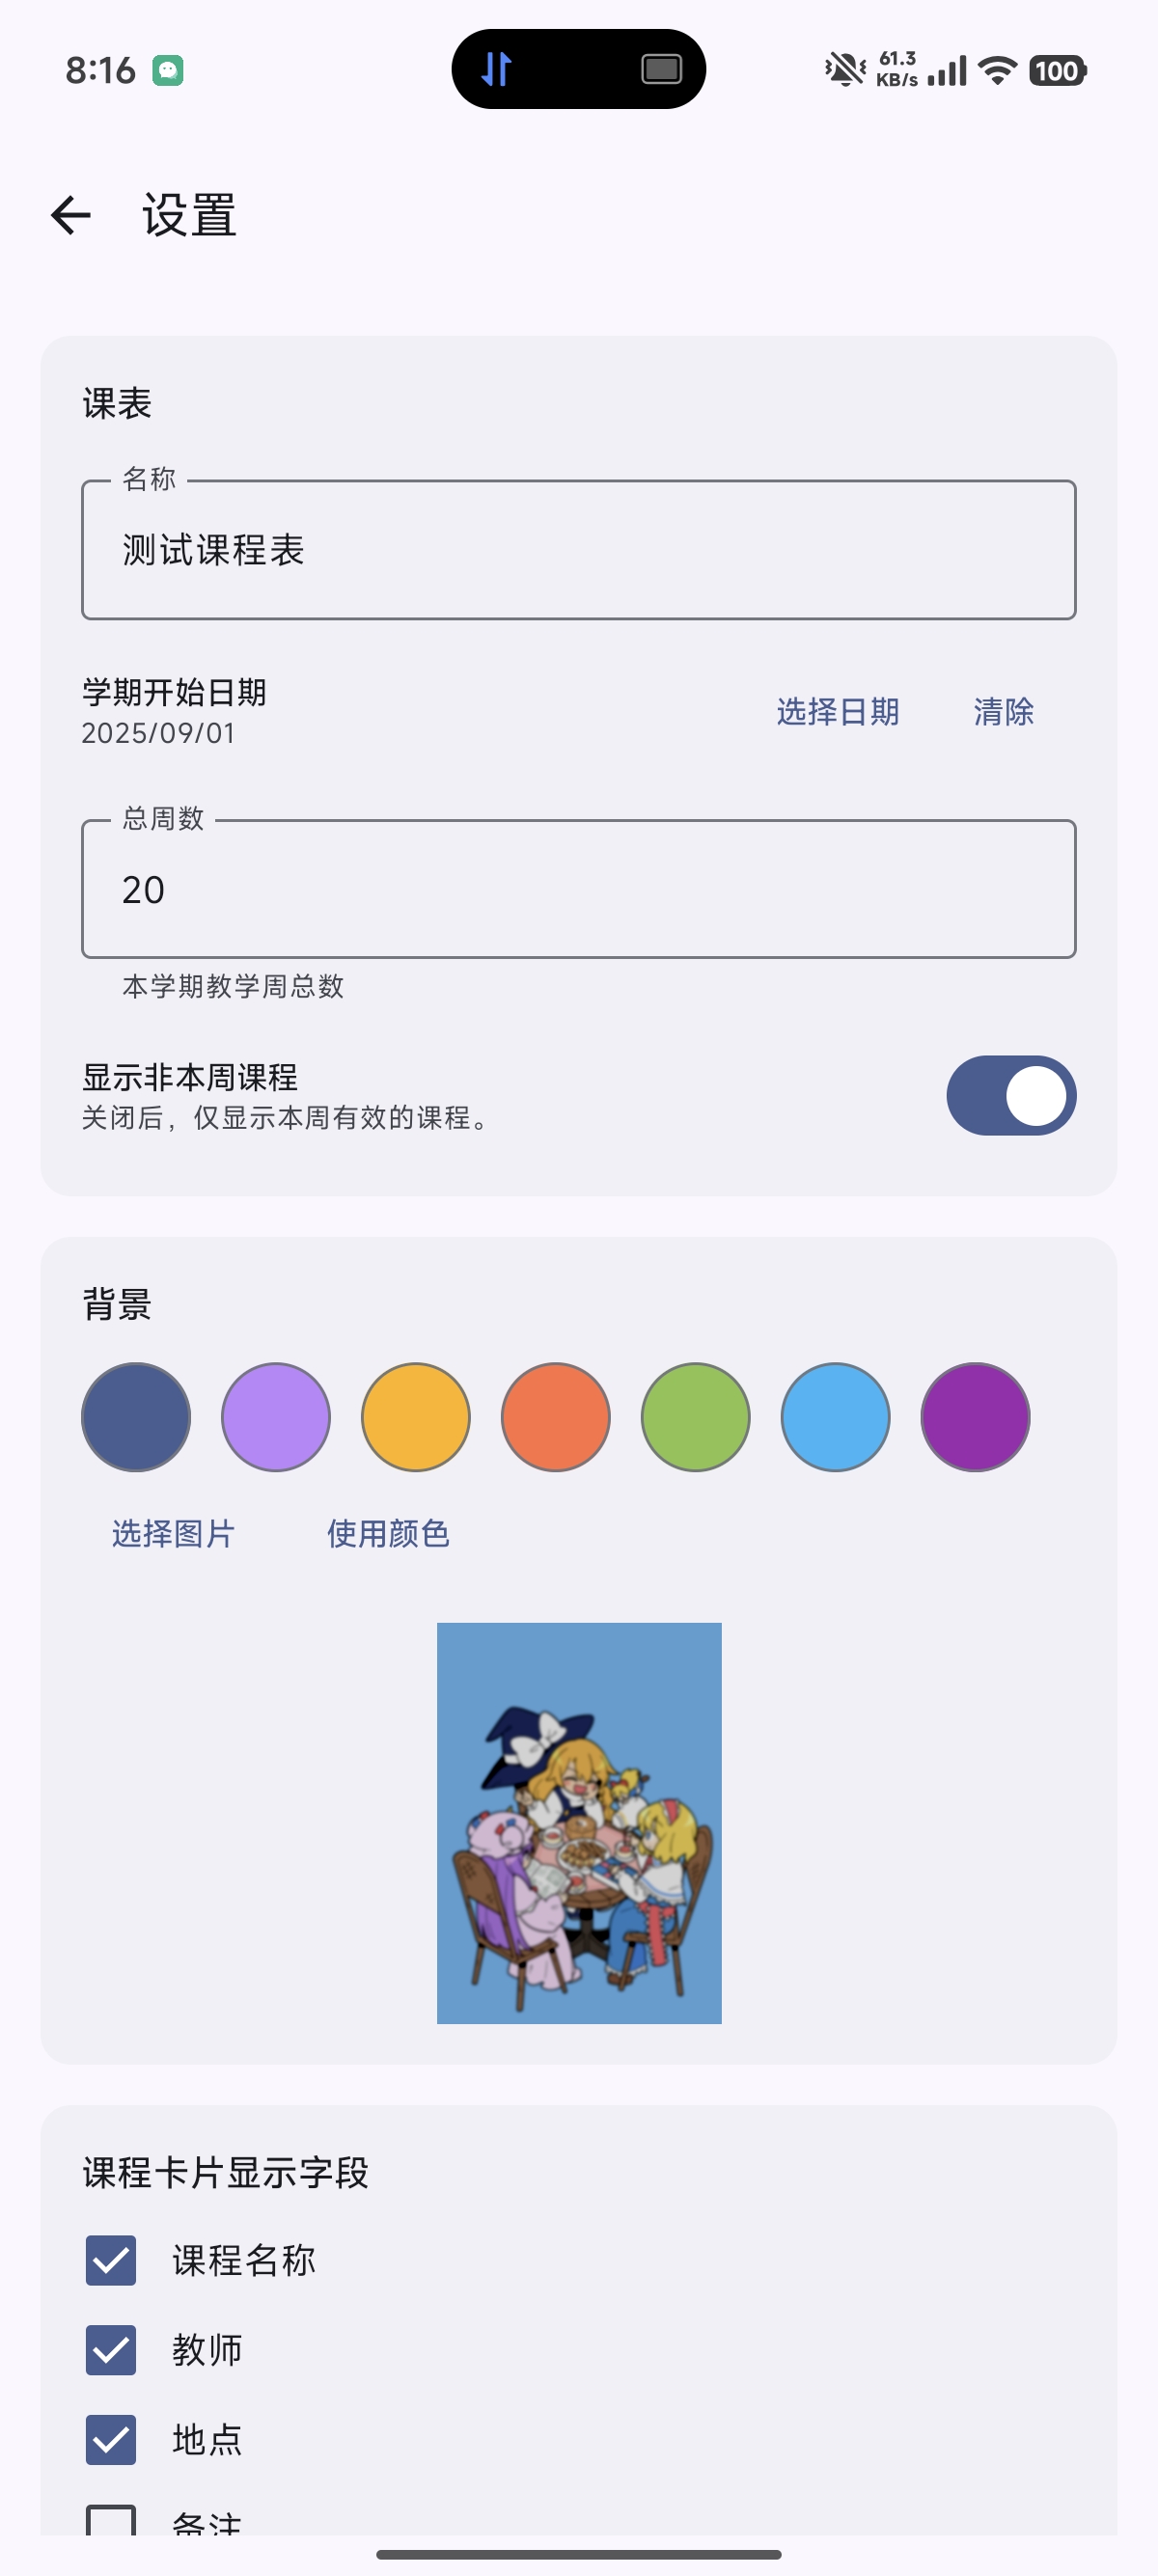 8:16
61.3
KB/s
100
设置
课表
名称
测试课程表
学期开始日期
2025/09/01
选择日期
清除
总周数
20
本学期教学周总数
显示非本周课程
关闭后，仅显示本周有效的课程。
背景
选择图片
使用颜色
课程卡片显示字段
课程名称
教师
地点
备注